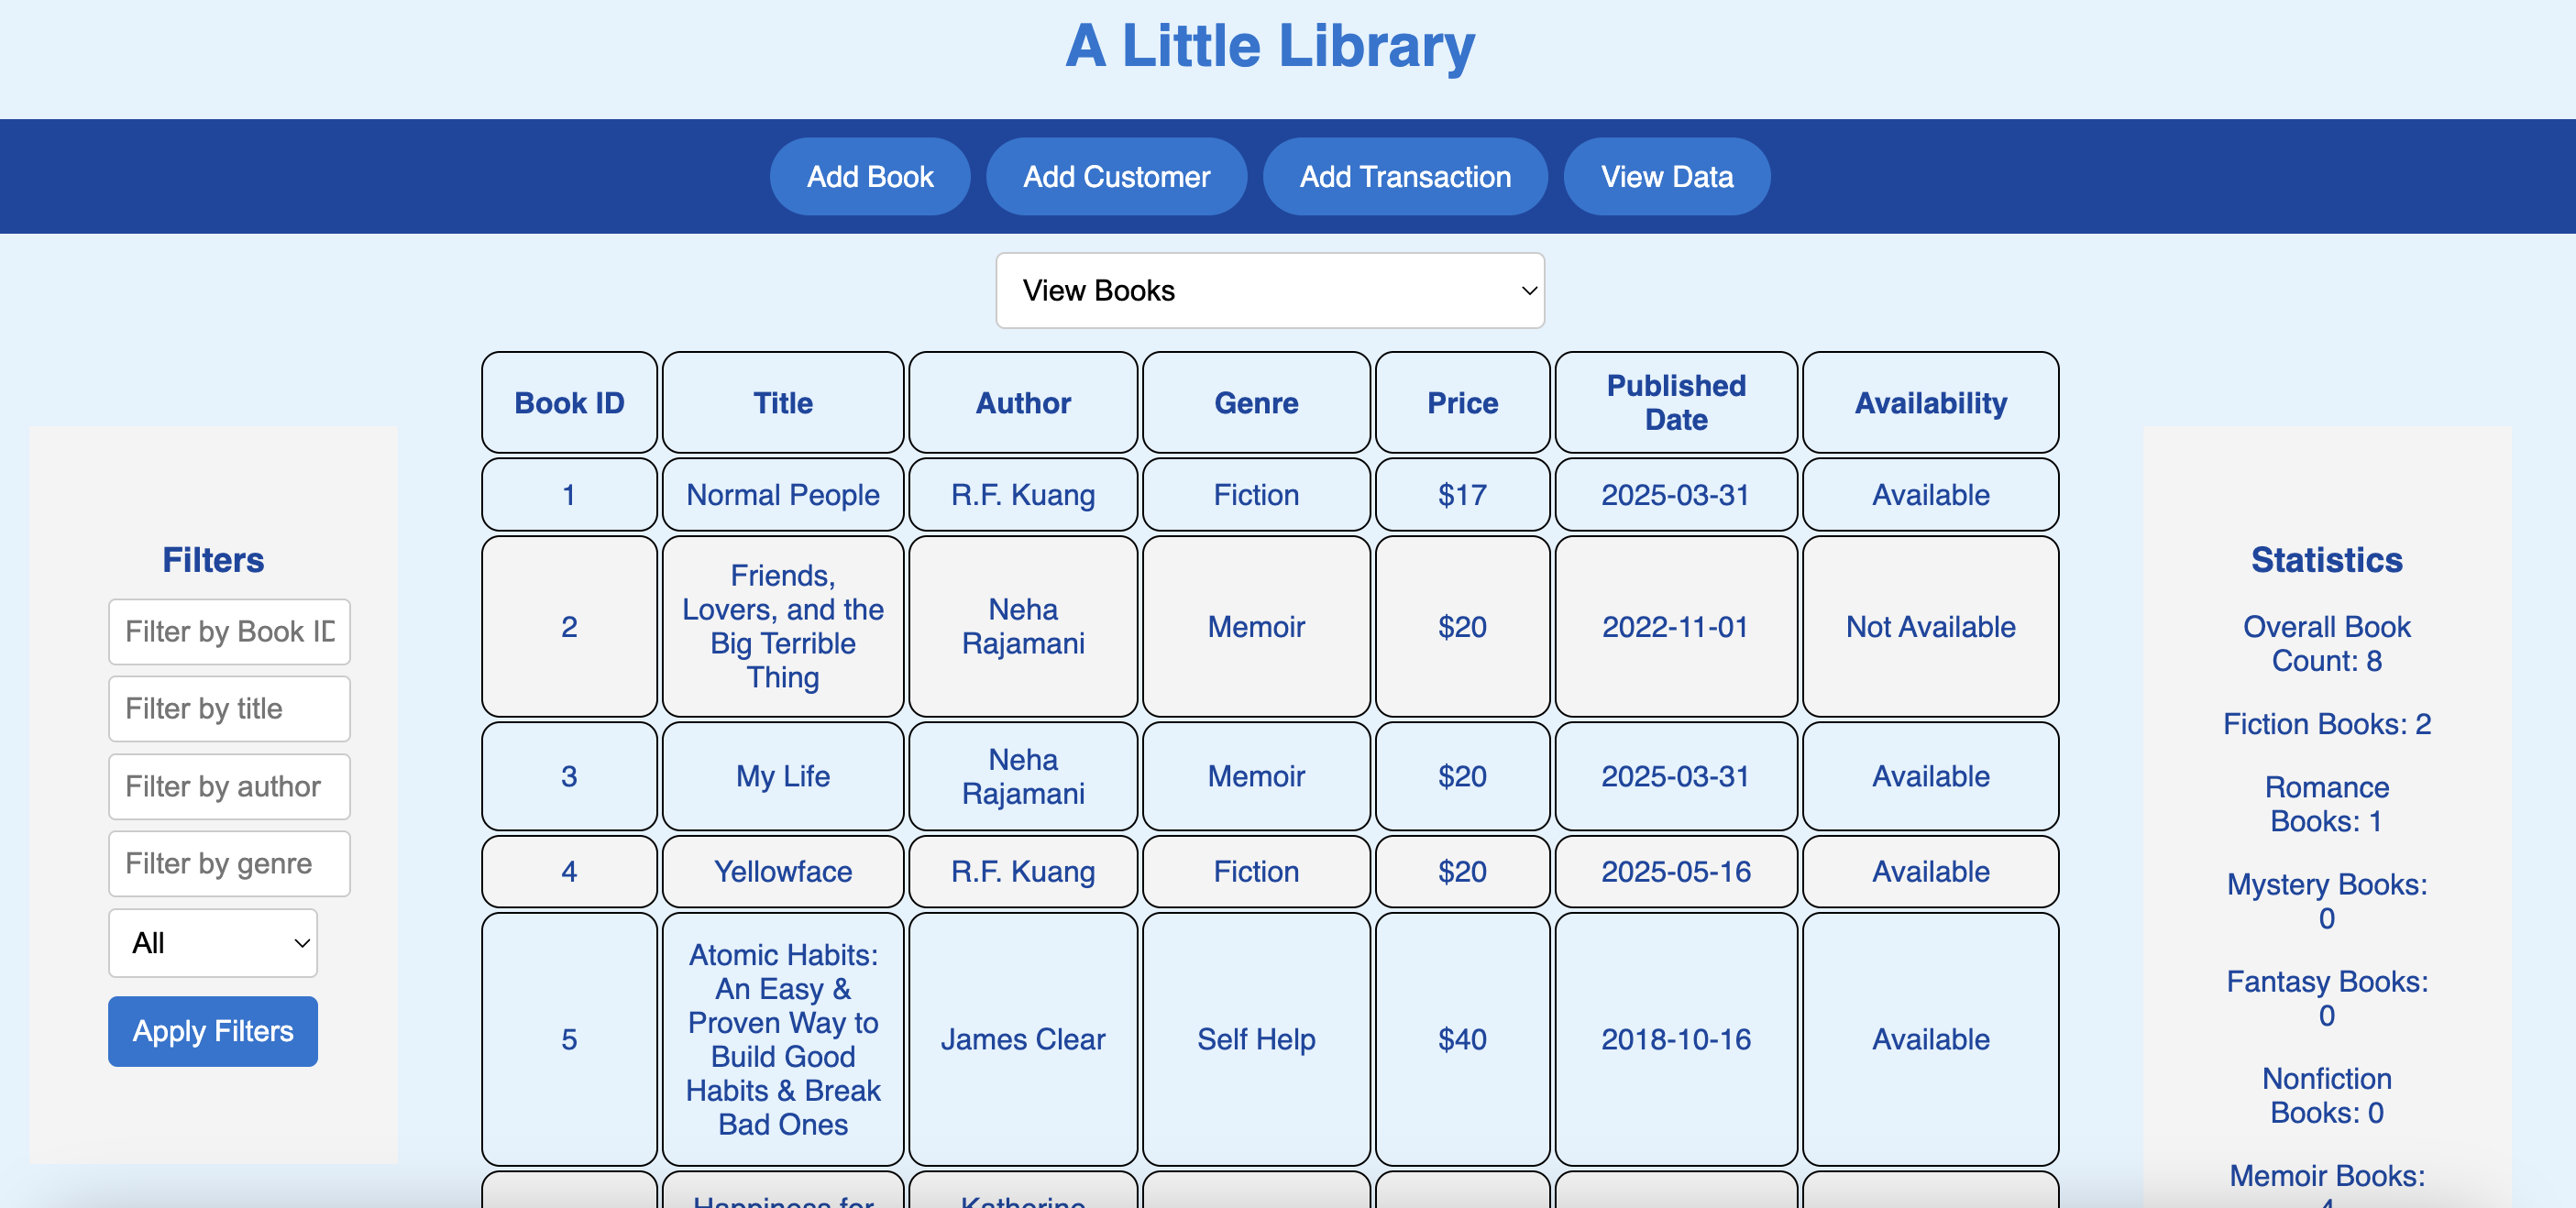 A Little Library
Add Book Add Customer Add Transaction View Data
View Books
Filters
Filter by Book ID
Filter by title
Filter by author
Filter by genre
All
Apply Filters
Book ID Title Author Genre Price Published Date Availability
1 Normal People R.F. Kuang Fiction $17 2025-03-31 Available
2 Friends, Lovers, and the Big Terrible Thing Neha Rajamani Memoir $20 2022-11-01 Not Available
3 My Life Neha Rajamani Memoir $20 2025-03-31 Available
4 Yellowface R.F. Kuang Fiction $20 2025-05-16 Available
5 Atomic Habits: An Easy & Proven Way to Build Good Habits & Break Bad Ones James Clear Self Help $40 2018-10-16 Available
Happiness for Katherine
Statistics
Overall Book
Count: 8
Fiction Books: 2
Romance
Books: 1
Mystery Books:
0
Fantasy Books:
0
Nonfiction
Books: 0
Memoir Books: